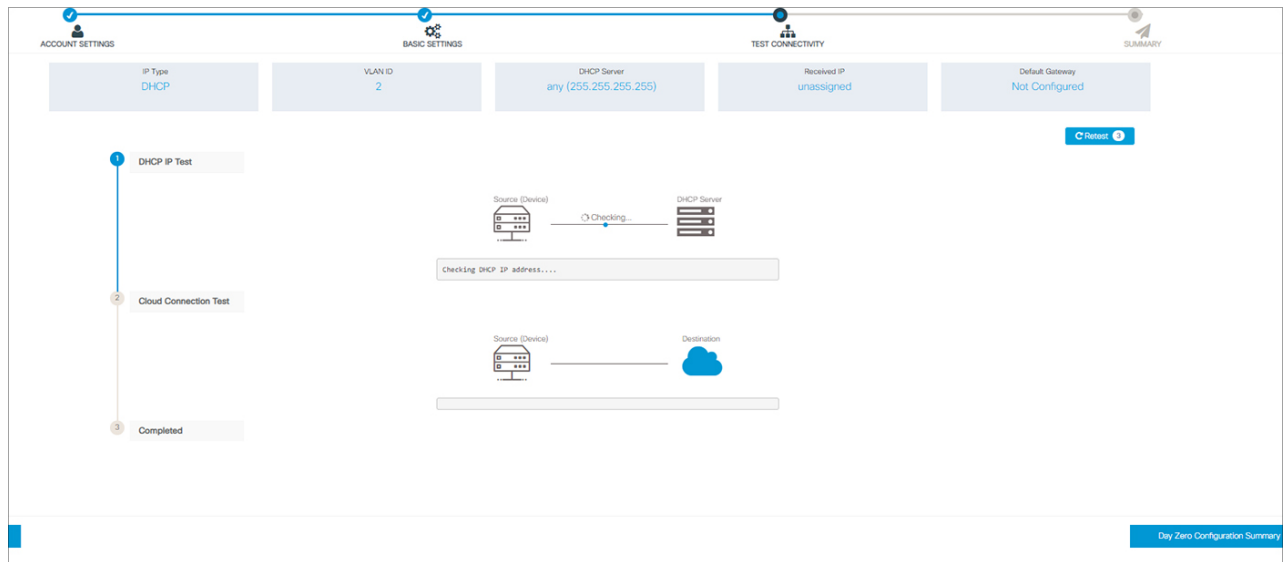 ACCOUNT SETTINGS
BASIC SETTINGS
TEST CONNECTIVITY
SUMMARY
IP Type
DHCP
VLAN ID
2
DHCP Server
any (255.255.255.255)
Received IP
unassigned
Default Gateway
Not Configured
Retest 3
1 DHCP IP Test
Source (Device)
DHCP Server
Checking...
Checking DHCP IP address....
2 Cloud Connection Test
Source (Device)
Destination
3 Completed
Day Zero Configuration Summary